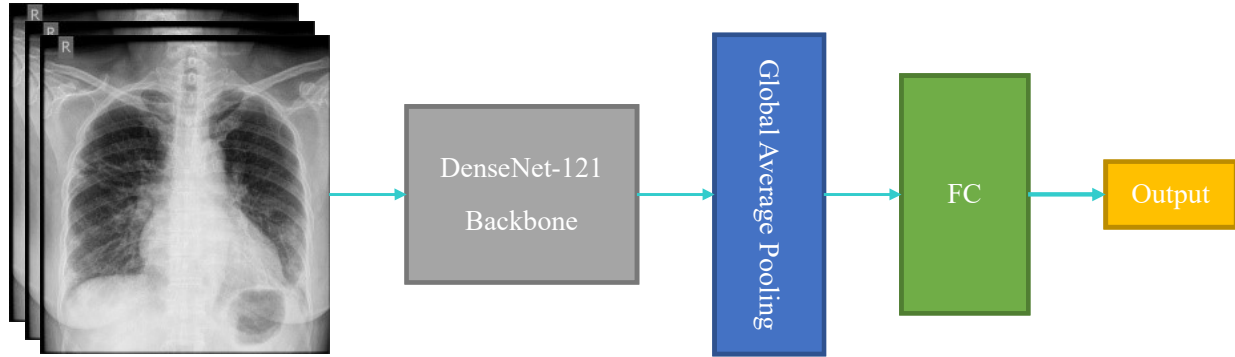 R
R
R
DenseNet-121
Backbone
Global Average Pooling
FC
Output